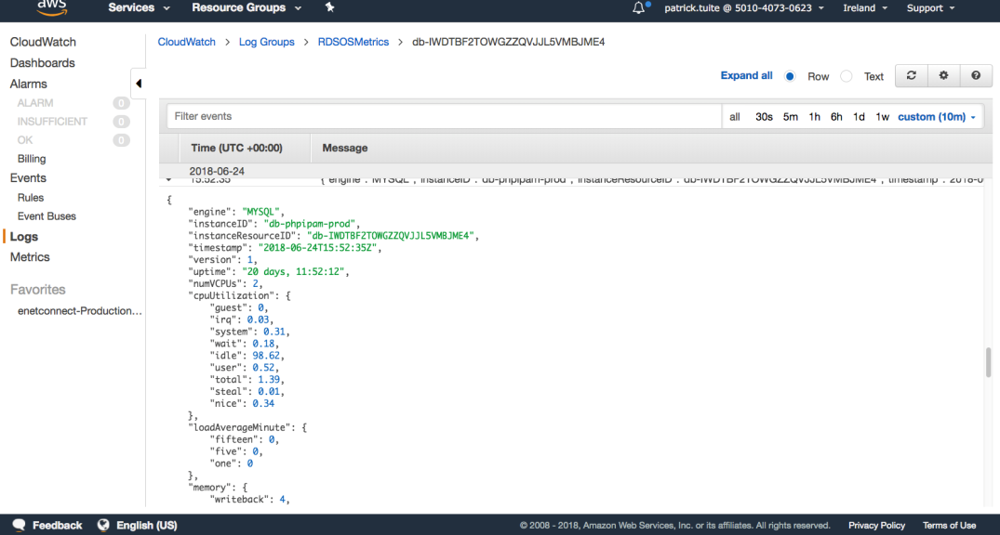 aws Services Resource Groups patrick.tuite @ 5010-4073-0623 Ireland Support
CloudWatch
Dashboards
Alarms
ALARM 0
INSUFFICIENT 0
OK 0
Billing
Events
Rules
Event Buses
Logs
Metrics
Favorites
enetconnect-Production...
CloudWatch > Log Groups > RDSOSMetrics > db-IWDTBF2TOWGZZQVJJL5VMBJME4
Expand all Row Text
Filter events all 30s 5m 1h 6h 1d 1w custom (10m)
Time (UTC +00:00) Message
2018-06-24
15:52:35 { "engine": "MYSQL", "instanceID": "db-phpipam-prod", "instanceResourceID": "db-IWDTBF2TOWGZZQVJJL5VMBJME4", "timestamp": "2018-0
{
"engine": "MYSQL",
"instanceID": "db-phpipam-prod",
"instanceResourceID": "db-IWDTBF2TOWGZZQVJJL5VMBJME4",
"timestamp": "2018-06-24T15:52:35Z",
"version": 1,
"uptime": "20 days, 11:52:12",
"numVCPUs": 2,
"cpuUtilization": {
"guest": 0,
"irq": 0.03,
"system": 0.31,
"wait": 0.18,
"idle": 98.62,
"user": 0.52,
"total": 1.39,
"steal": 0.01,
"nice": 0.34
},
"loadAverageMinute": {
"fifteen": 0,
"five": 0,
"one": 0
},
"memory": {
"writeback": 4,
Feedback English (US) © 2008 - 2018, Amazon Web Services, Inc. or its affiliates. All rights reserved. Privacy Policy Terms of Use